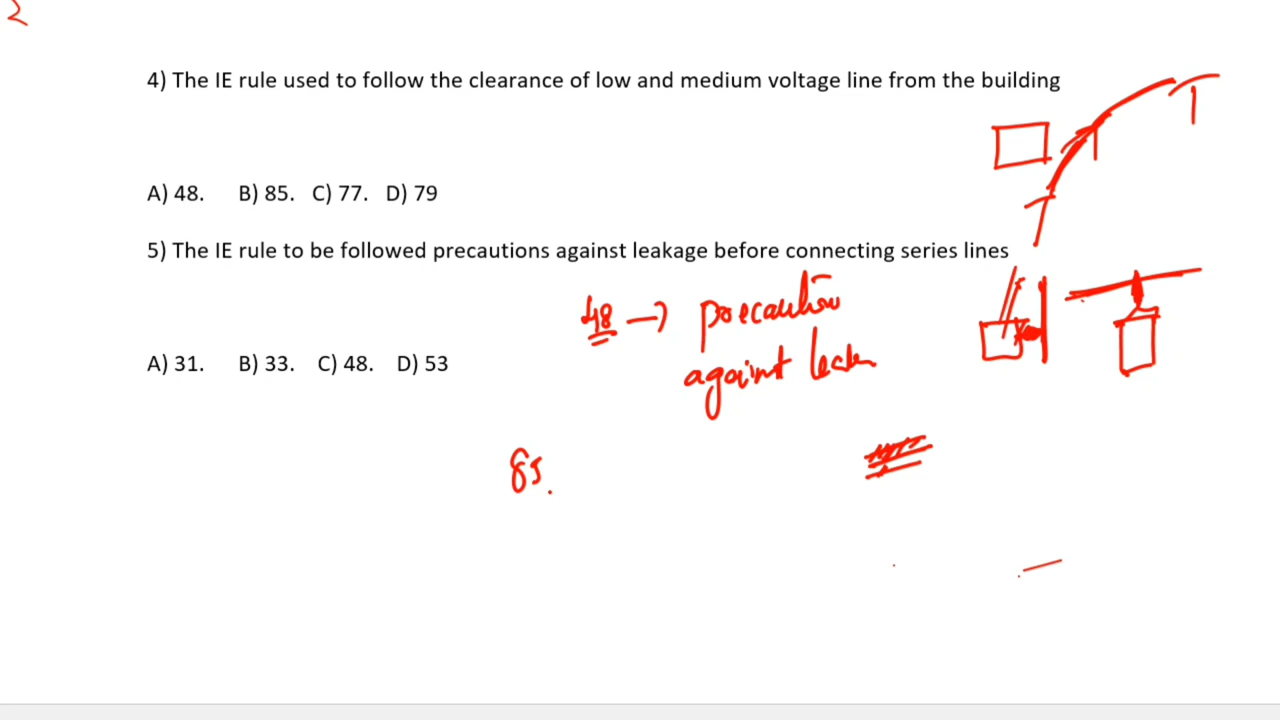 2
4) The IE rule used to follow the clearance of low and medium voltage line from the building
A) 48. B) 85. C) 77. D) 79
5) The IE rule to be followed precautions against leakage before connecting series lines
48 → precaution
against
A) 31. B) 33. C) 48. D) 53
85.